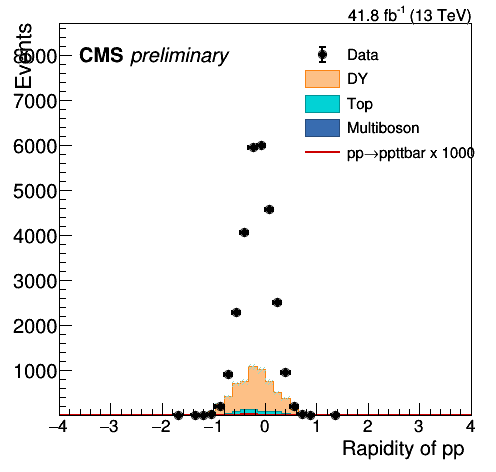 41.8 fb⁻¹ (13 TeV)
Events
CMS preliminary
Data
DY
Top
Multiboson
pp→ppttbar x 1000
8000
7000
6000
5000
4000
3000
2000
1000
−4 −3 −2 −1 0 1 2 3 4
Rapidity of pp